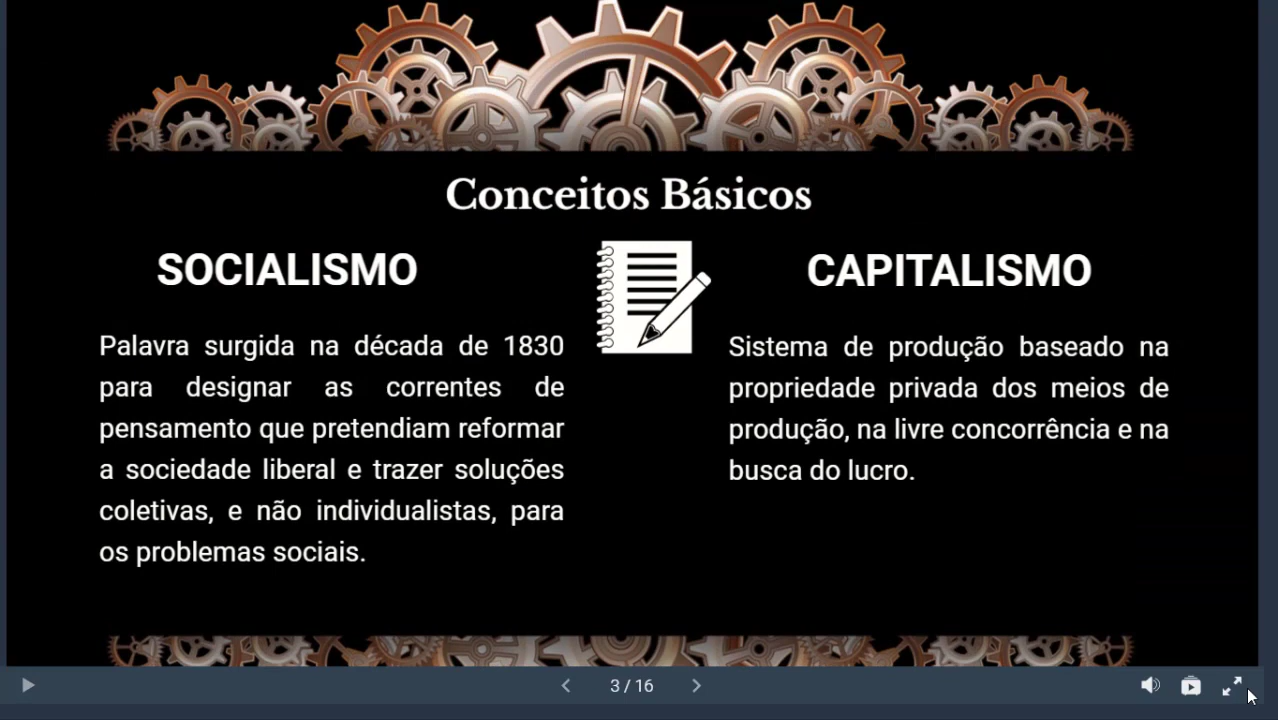 Conceitos Básicos
SOCIALISMO
Palavra surgida na década de 1830
para designar as correntes de
pensamento que pretendiam reformar
a sociedade liberal e trazer soluções
coletivas, e não individualistas, para
os problemas sociais.
CAPITALISMO
Sistema de produção baseado na
propriedade privada dos meios de
produção, na livre concorrência e na
busca do lucro.
3 / 16